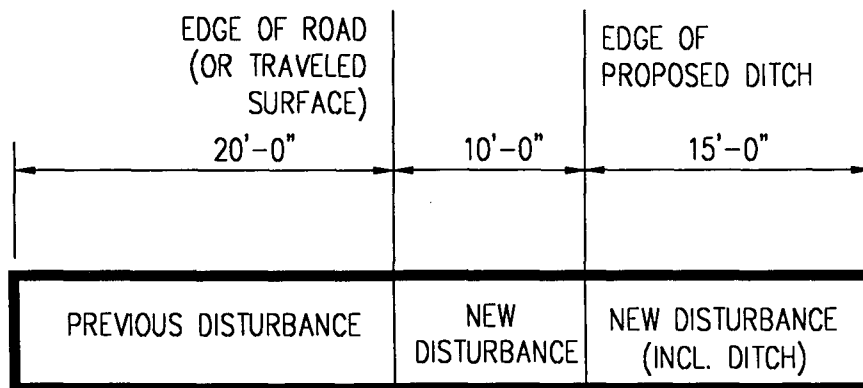 EDGE OF ROAD
(OR TRAVELED
SURFACE)
EDGE OF
PROPOSED DITCH
20'-0"
10'-0"
15'-0"
PREVIOUS DISTURBANCE
NEW
DISTURBANCE
NEW DISTURBANCE
(INCL. DITCH)